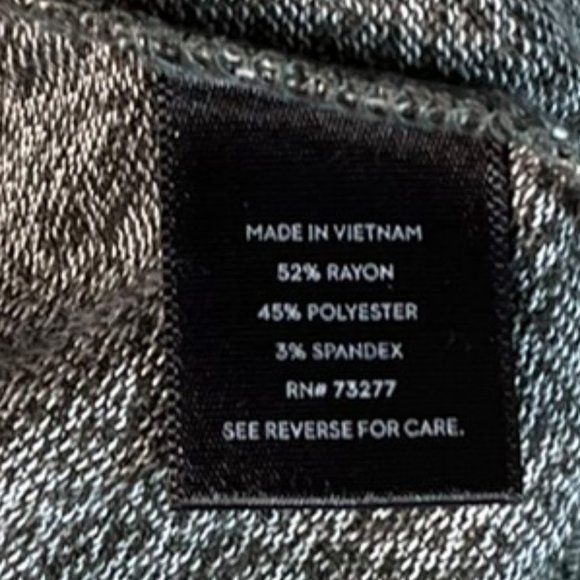 MADE IN VIETNAM
52% RAYON
45% POLYESTER
3% SPANDEX
RN# 73277
SEE REVERSE FOR CARE.